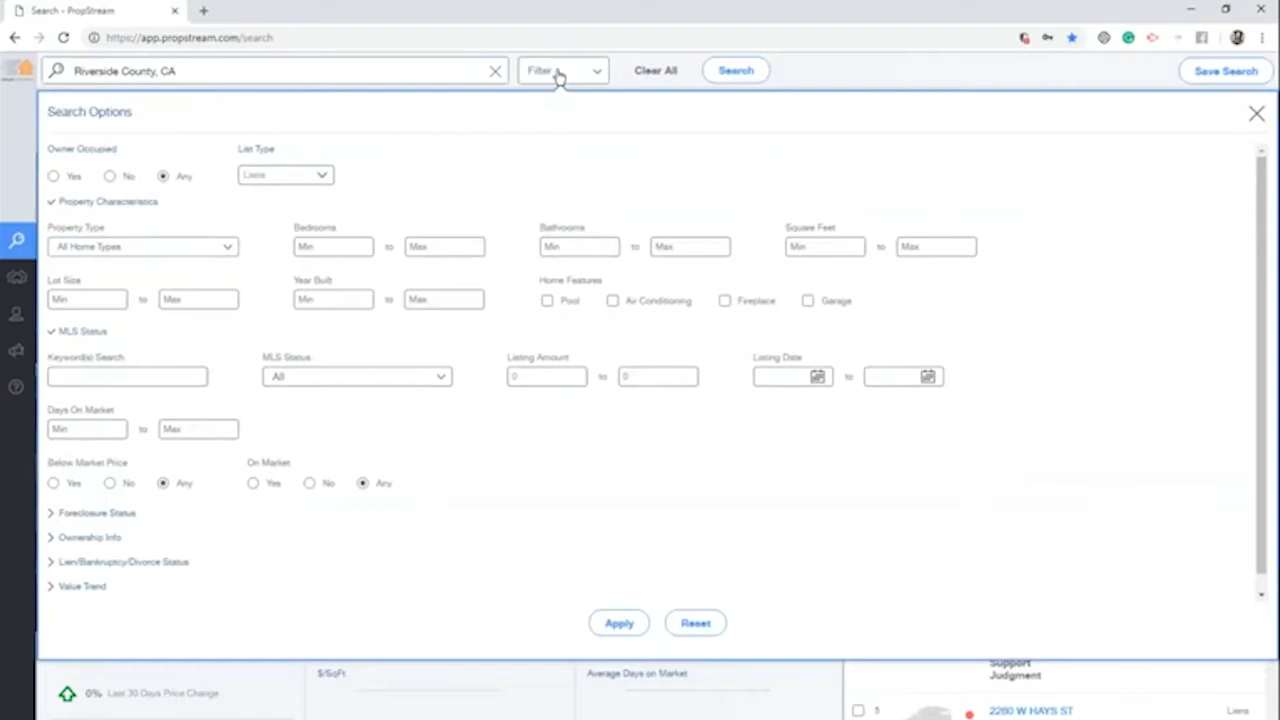 Search - PropStream
https://app.propstream.com/search
Riverside County, CA
Filter
Clear All
Search
Save Search
Search Options
Owner Occupied
List Type
Yes
No
Any
Liens
Property Characteristics
Property Type
Bedrooms
Bathrooms
Square Feet
All Home Types
Min to Max
Min to Max
Min to Max
Lot Size
Year Built
Home Features
Min to Max
Min to Max
Pool
Air Conditioning
Fireplace
Garage
MLS Status
Keyword(s) Search
MLS Status
Listing Amount
Listing Date
All
0 to 0
to
Days On Market
Min to Max
Below Market Price
On Market
Yes
No
Any
Yes
No
Any
Foreclosure Status
Ownership Info
Lien/Bankruptcy/Divorce Status
Value Trend
Apply
Reset
$/SqFt
Average Days on Market
Support
Judgment
0% Last 30 Days Price Change
5
2260 W HAYS ST
Liens